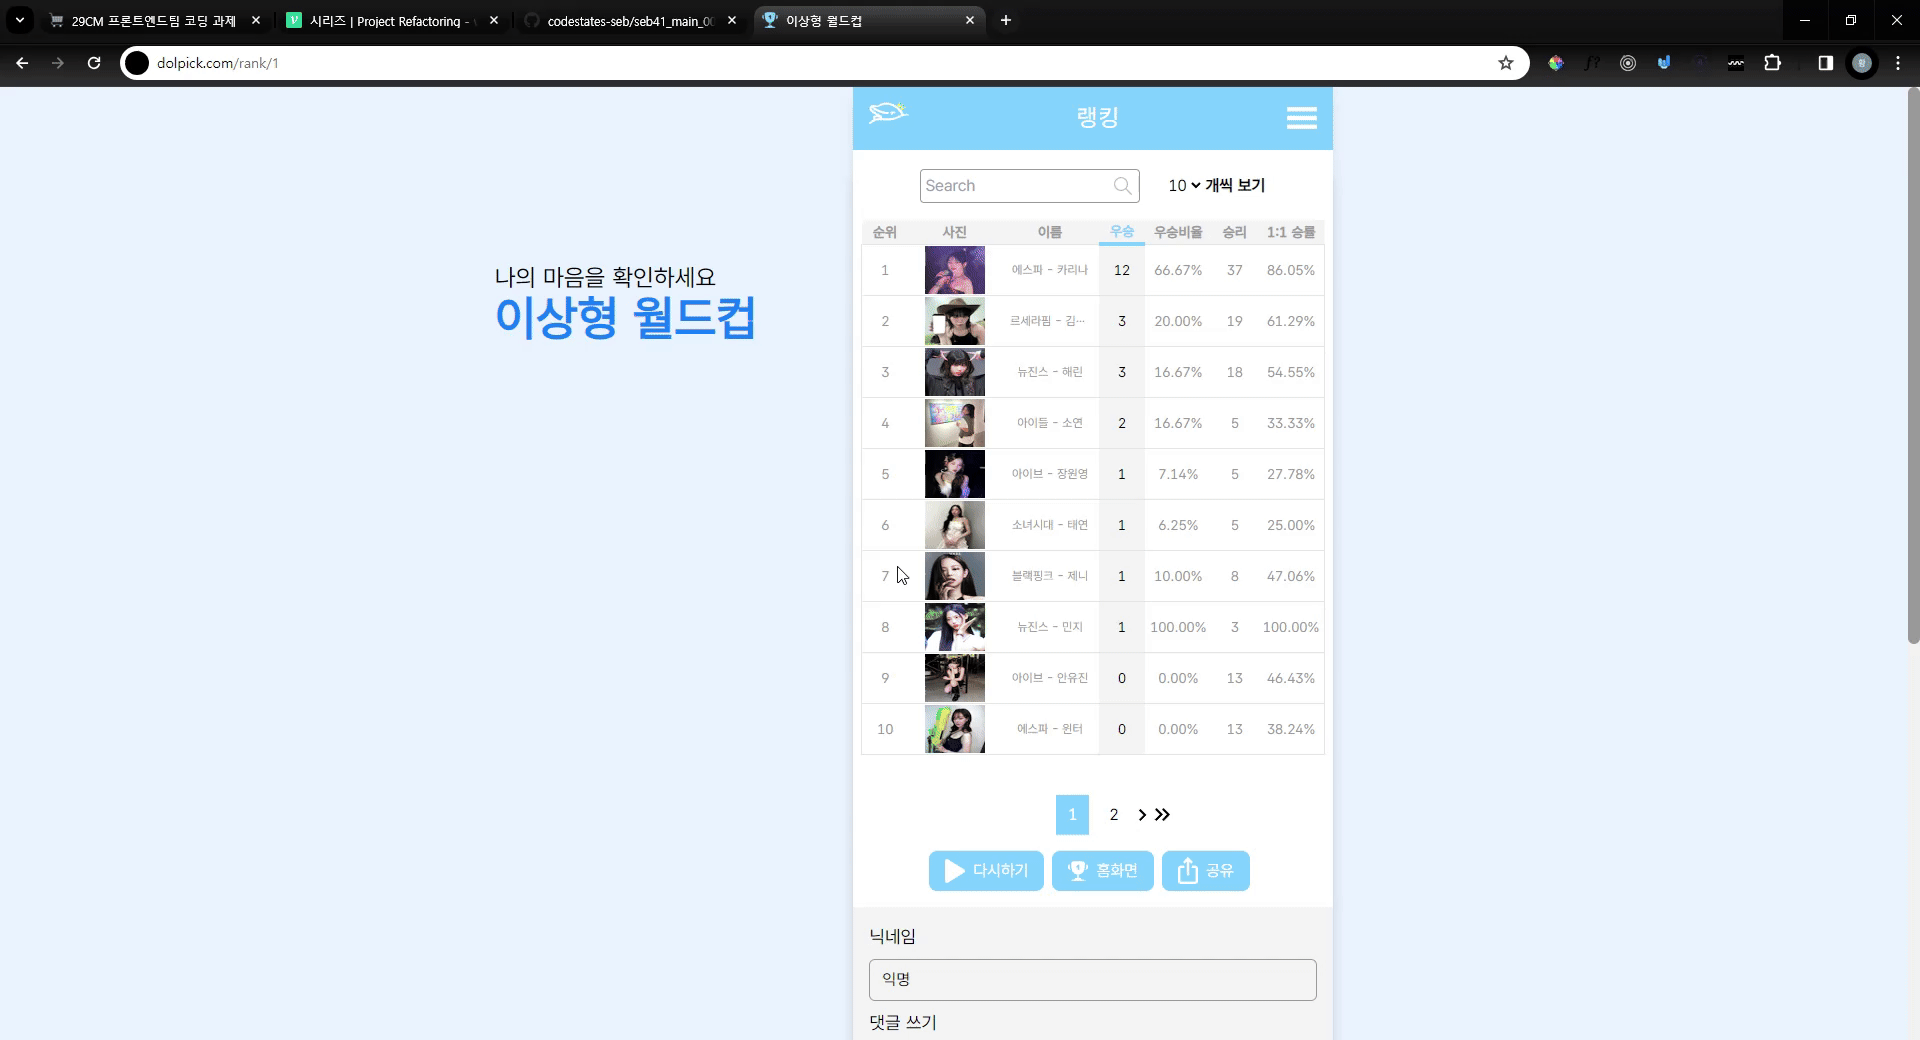 29CM 프론트엔드팀 코딩 과제
시리즈 | Project Refactoring -
codestates-seb/seb41_main_00
이상형 월드컵
dolpick.com/rank/1
랭킹
Search
10 개씩 보기
나의 마음을 확인하세요
이상형 월드컵
순위 사진 이름 우승 우승비율 승리 1:1 승률
1 에스파 - 카리나 12 66.67% 37 86.05%
2 르세라핌 - 김··· 3 20.00% 19 61.29%
3 뉴진스 - 해린 3 16.67% 18 54.55%
4 아이들 - 소연 2 16.67% 5 33.33%
5 아이브 - 장원영 1 7.14% 5 27.78%
6 소녀시대 - 태연 1 6.25% 5 25.00%
7 블랙핑크 - 제니 1 10.00% 8 47.06%
8 뉴진스 - 민지 1 100.00% 3 100.00%
9 아이브 - 안유진 0 0.00% 13 46.43%
10 에스파 - 윈터 0 0.00% 13 38.24%
1 2
다시하기 홈화면 공유
닉네임
익명
댓글 쓰기